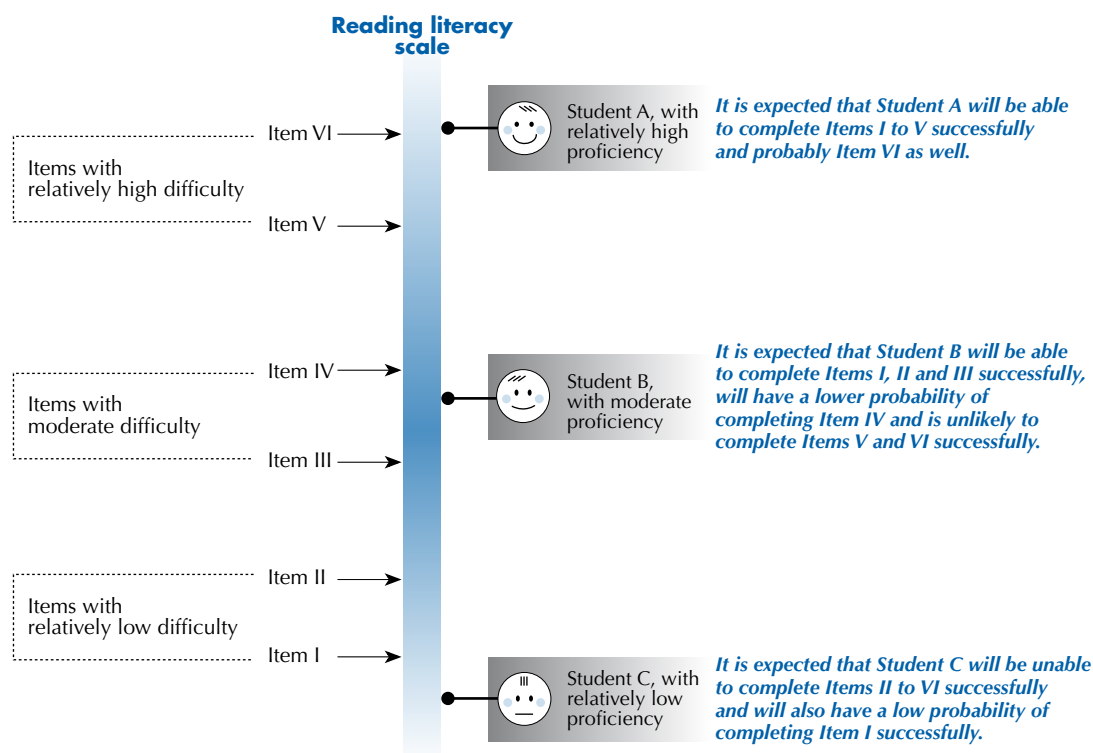 Reading literacy
scale
Item VI
Items with
relatively high difficulty
Item V
Student A, with
relatively high
proficiency
It is expected that Student A will be able
to complete Items I to V successfully
and probably Item VI as well.
Item IV
Items with
moderate difficulty
Item III
Student B,
with moderate
proficiency
It is expected that Student B will be able
to complete Items I, II and III successfully,
will have a lower probability of
completing Item IV and is unlikely to
complete Items V and VI successfully.
Item II
Items with
relatively low difficulty
Item I
Student C, with
relatively low
proficiency
It is expected that Student C will be unable
to complete Items II to VI successfully
and will also have a low probability of
completing Item I successfully.